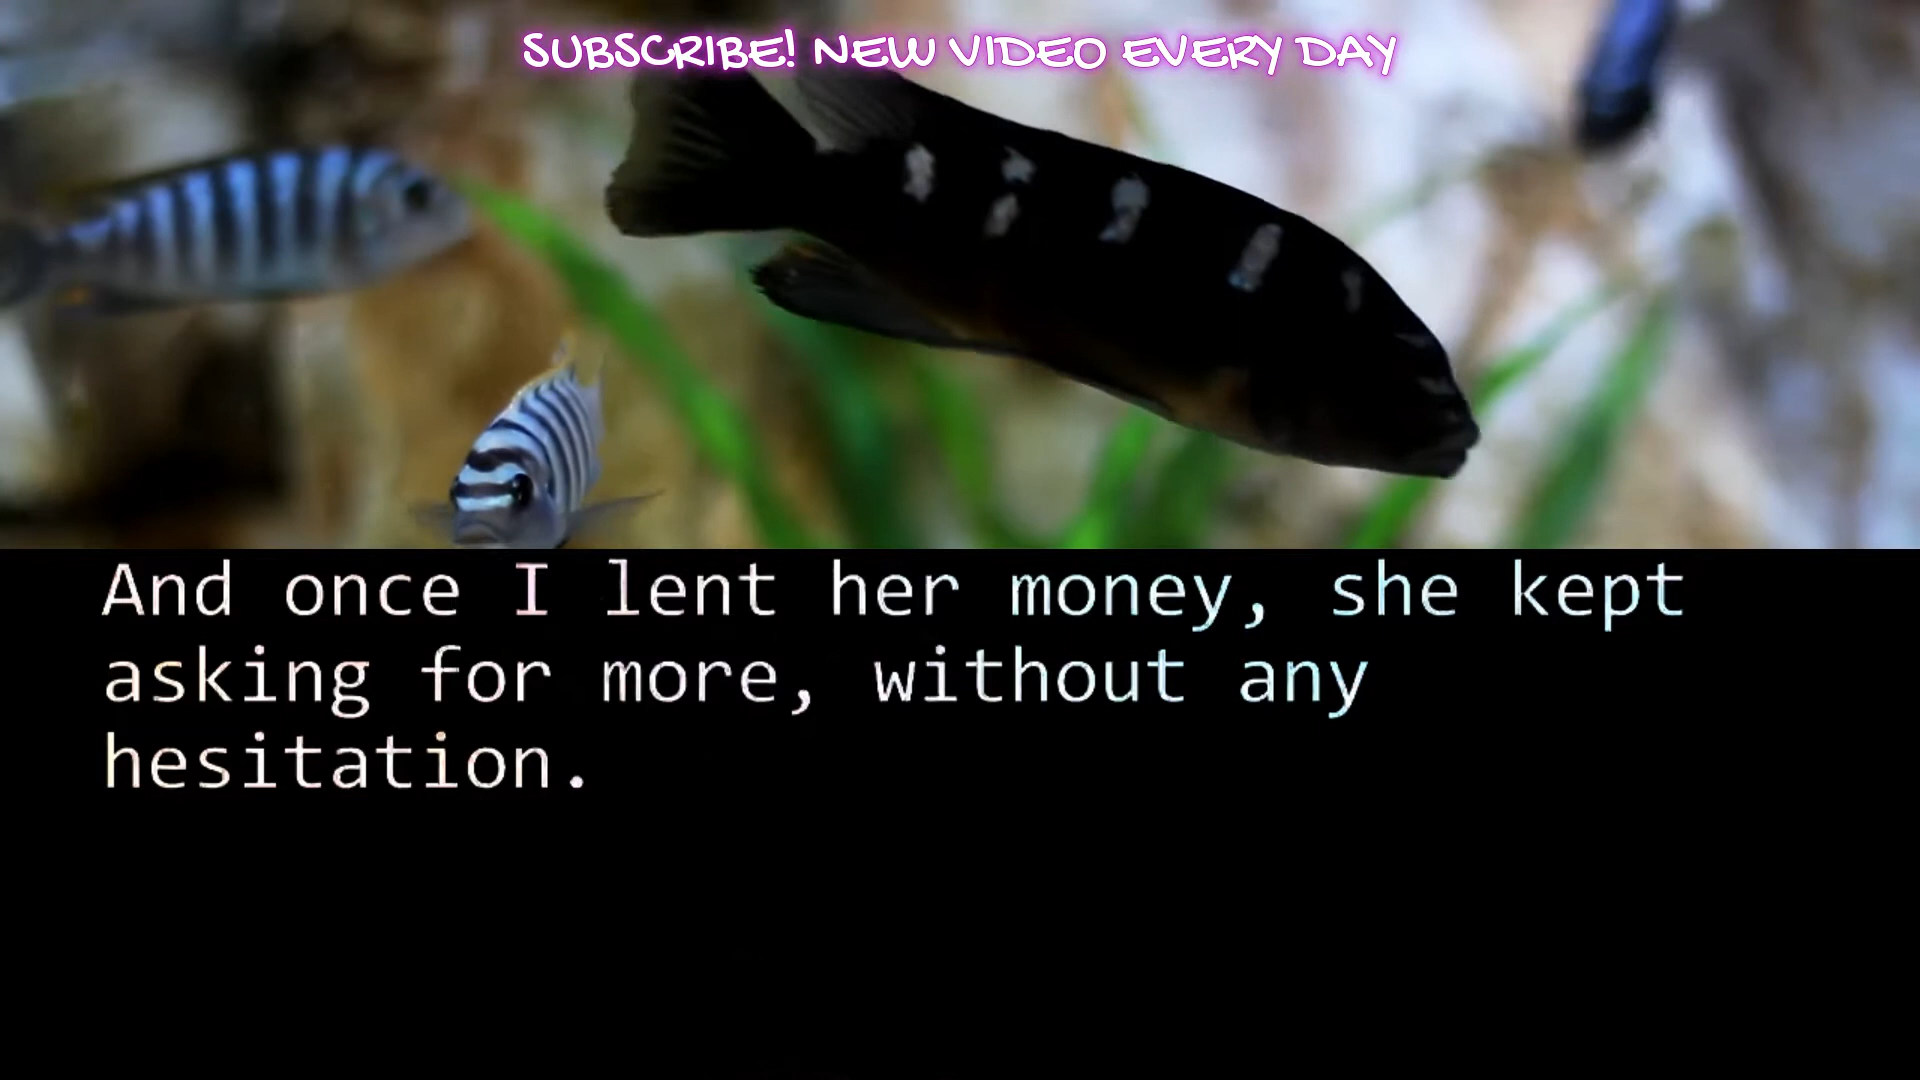 SUBSCRIBE! NEW VIDEO EVERY DAY
And once I lent her money, she kept
asking for more, without any
hesitation.